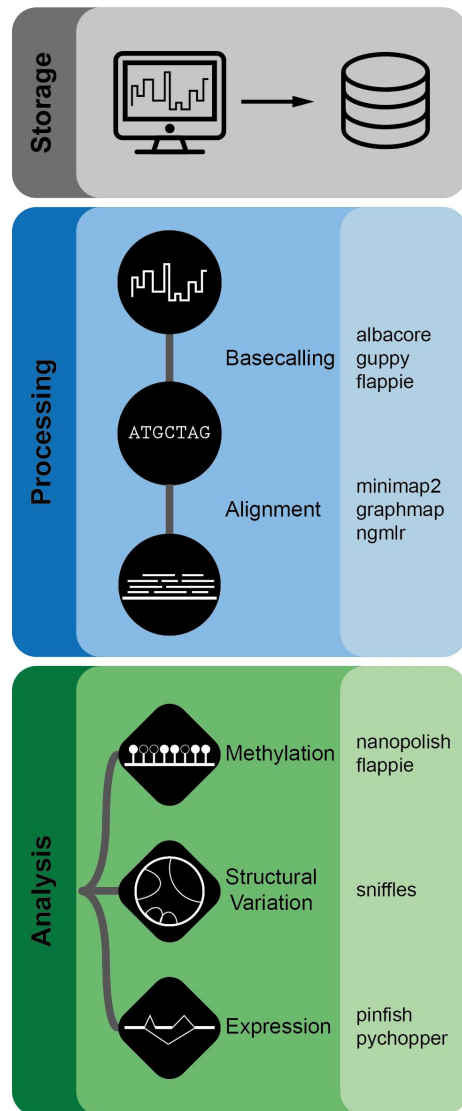 Storage
Processing
Basecalling
albacore
guppy
flappie
ATGCTAG
Alignment
minimap2
graphmap
ngmlr
Analysis
Methylation
nanopolish
flappie
Structural
Variation
sniffles
Expression
pinfish
pychopper